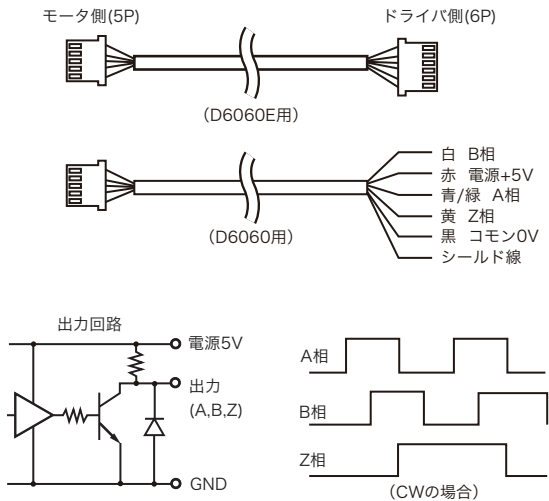 モータ側(5P)
ドライバ側(6P)
（D6060E用）
白 B相
赤 電源+5V
青/緑 A相
黄 Z相
黒 コモン0V
シールド線
（D6060用）
出力回路
電源5V
出力
(A,B,Z)
GND
A相
B相
Z相
（CWの場合）